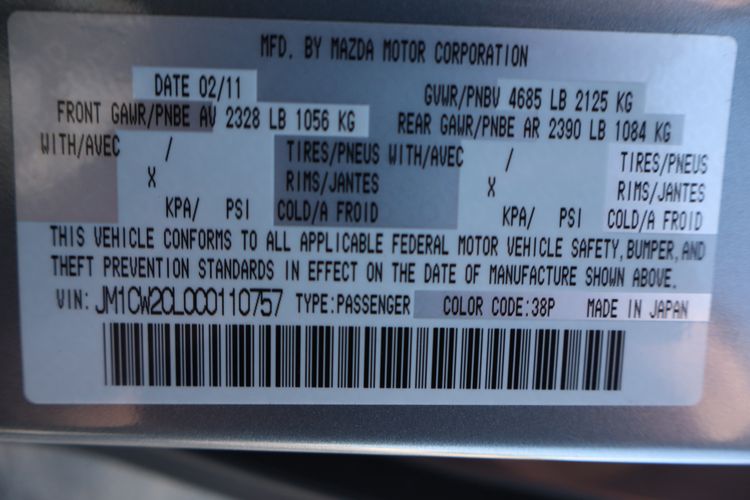 MFD. BY MAZDA MOTOR CORPORATION
DATE 02/11 GVWR/PNBV 4685 LB 2125 KG
FRONT GAWR/PNBE AV 2328 LB 1056 KG REAR GAWR/PNBE AR 2390 LB 1084 KG
WITH/AVEC / TIRES/PNEUS WITH/AVEC / TIRES/PNEUS
X RIMS/JANTES X RIMS/JANTES
KPA/ PSI COLD/A FROID KPA/ PSI COLD/A FROID
THIS VEHICLE CONFORMS TO ALL APPLICABLE FEDERAL MOTOR VEHICLE SAFETY, BUMPER, AND
THEFT PREVENTION STANDARDS IN EFFECT ON THE DATE OF MANUFACTURE SHOWN ABOVE.
VIN: JM1CW2CL0C0110757 TYPE:PASSENGER COLOR CODE:38P MADE IN JAPAN